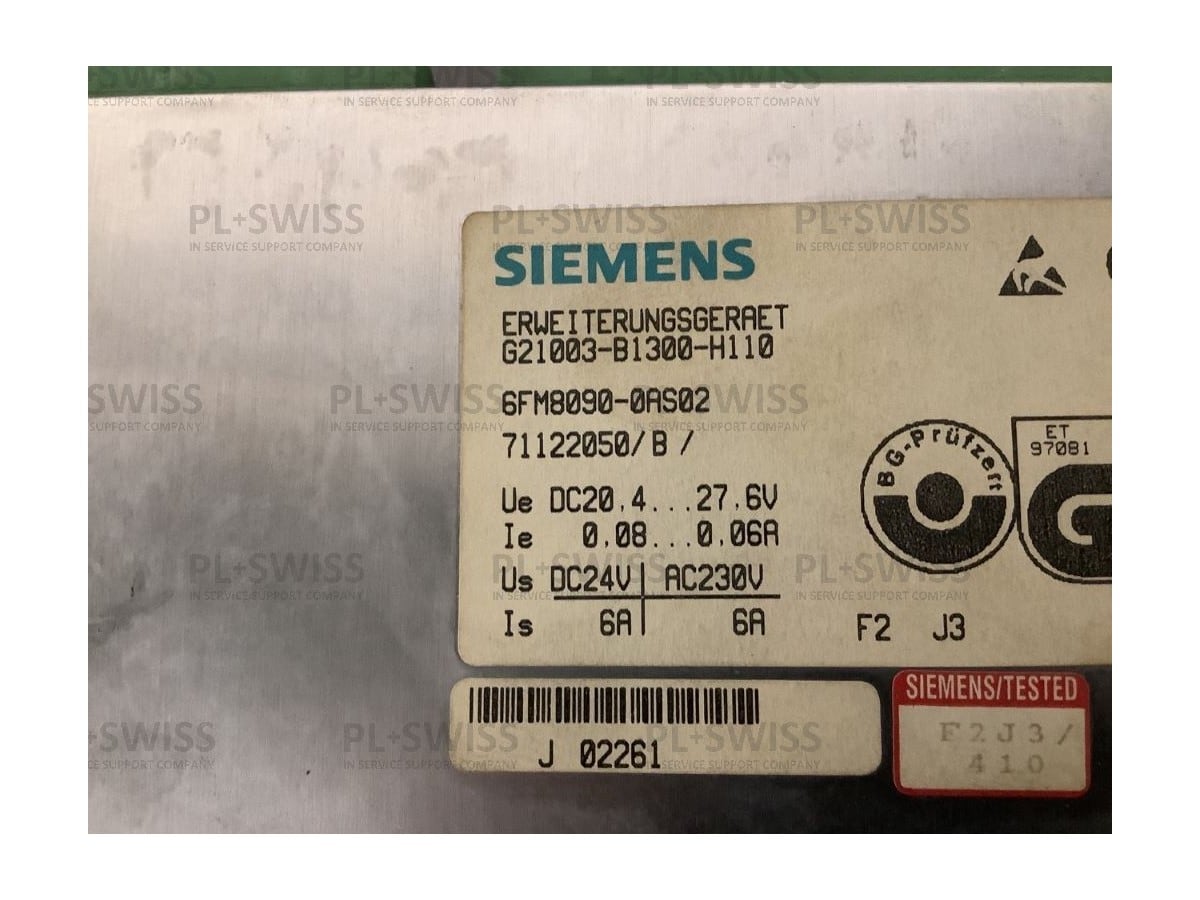 SIEMENS
ERWEITERUNGSGERAET
G21003-B1300-H110
6FM8090-0AS02
71122050/ B /
Ue DC20.4...27.6V
Ie 0.08...0.06A
Us DC24V AC230V
Is 6A 6A
F2 J3
BG-Prüfzert
ET
97081
J 02261
SIEMENS/TESTED
F2J3/
410
PL+SWISS
IN SERVICE SUPPORT COMPANY